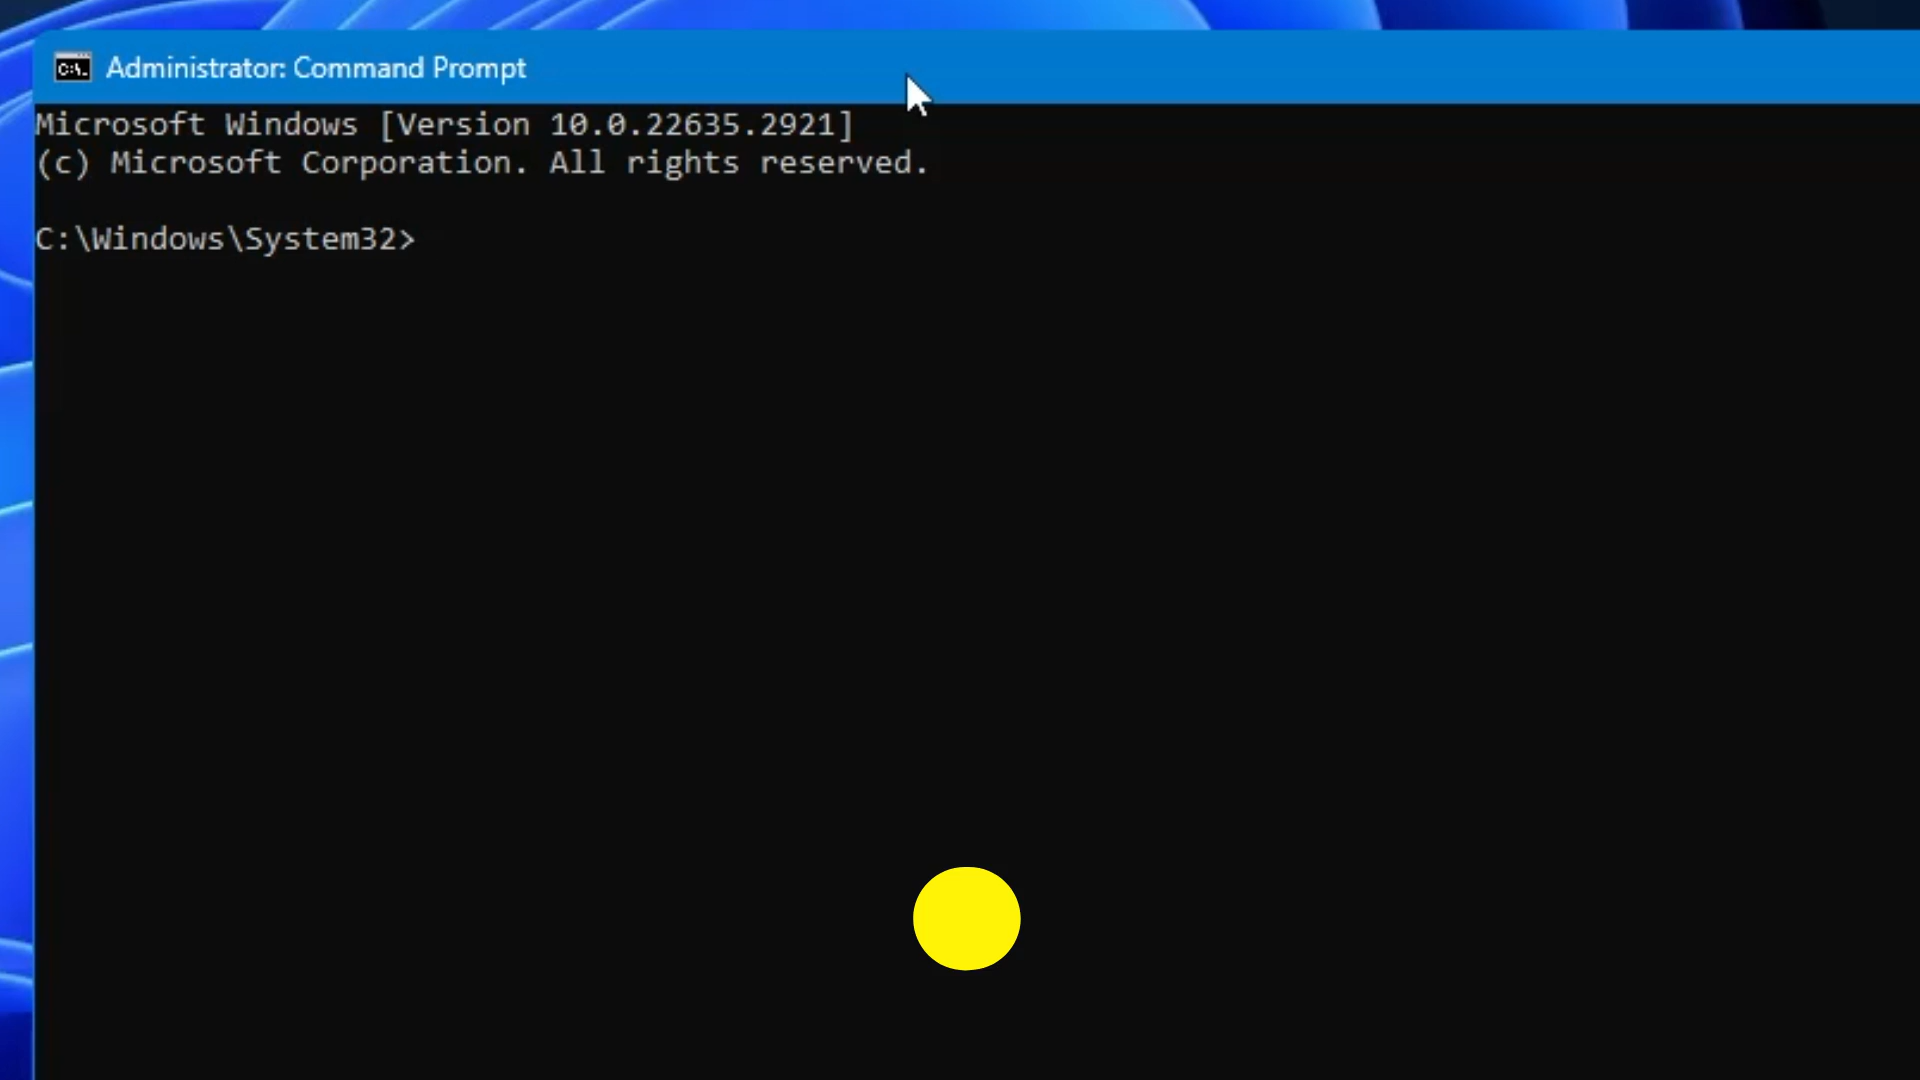 Administrator: Command Prompt
Microsoft Windows [Version 10.0.22635.2921]
(c) Microsoft Corporation. All rights reserved.
C:\Windows\System32>